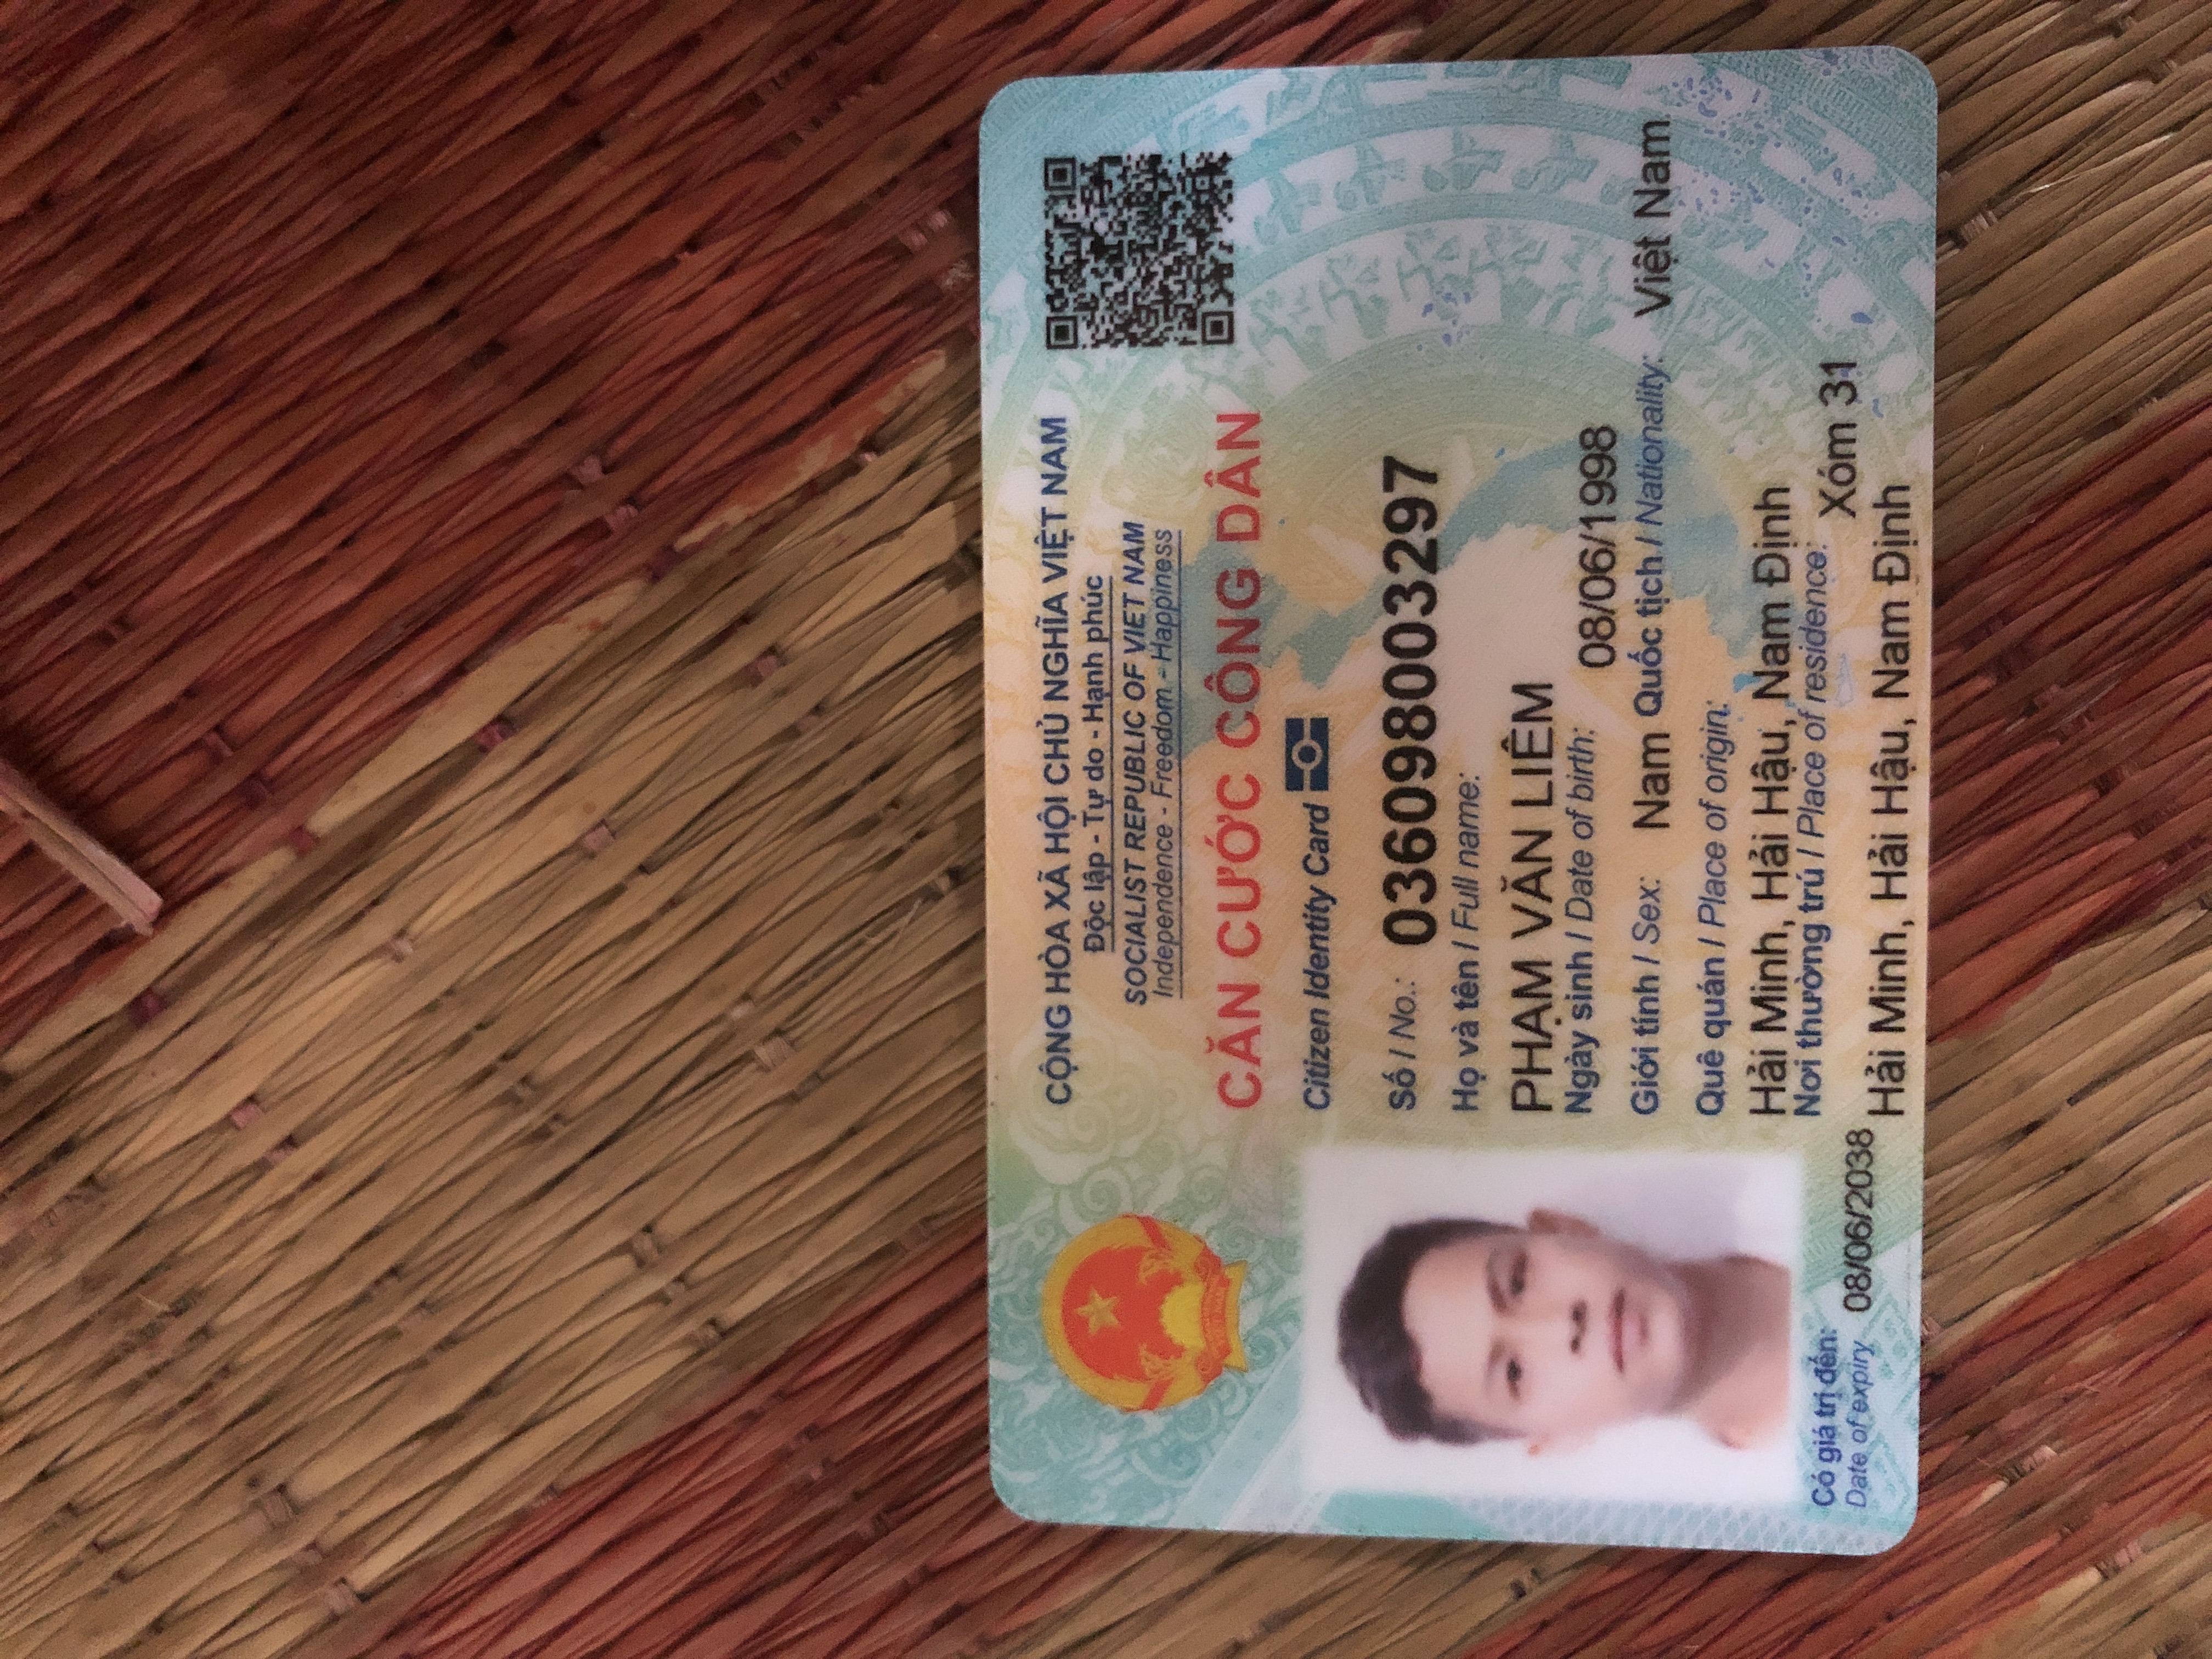 CỘNG HÒA XÃ HỘI CHỦ NGHĨA VIỆT NAM
Độc lập - Tự do - Hạnh phúc
SOCIALIST REPUBLIC OF VIET NAM
Independence - Freedom - Happiness
CĂN CƯỚC CÔNG DÂN
Citizen Identity Card
Số / No.: 036098003297
Họ và tên / Full name:
PHẠM VĂN LIÊM
Ngày sinh / Date of birth: 08/06/1998
Giới tính / Sex: Nam Quốc tịch / Nationality: Việt Nam
Quê quán / Place of origin:
Hải Minh, Hải Hậu, Nam Định
Nơi thường trú / Place of residence: Xóm 31
Hải Minh, Hải Hậu, Nam Định
Có giá trị đến:
Date of expiry 08/06/2038